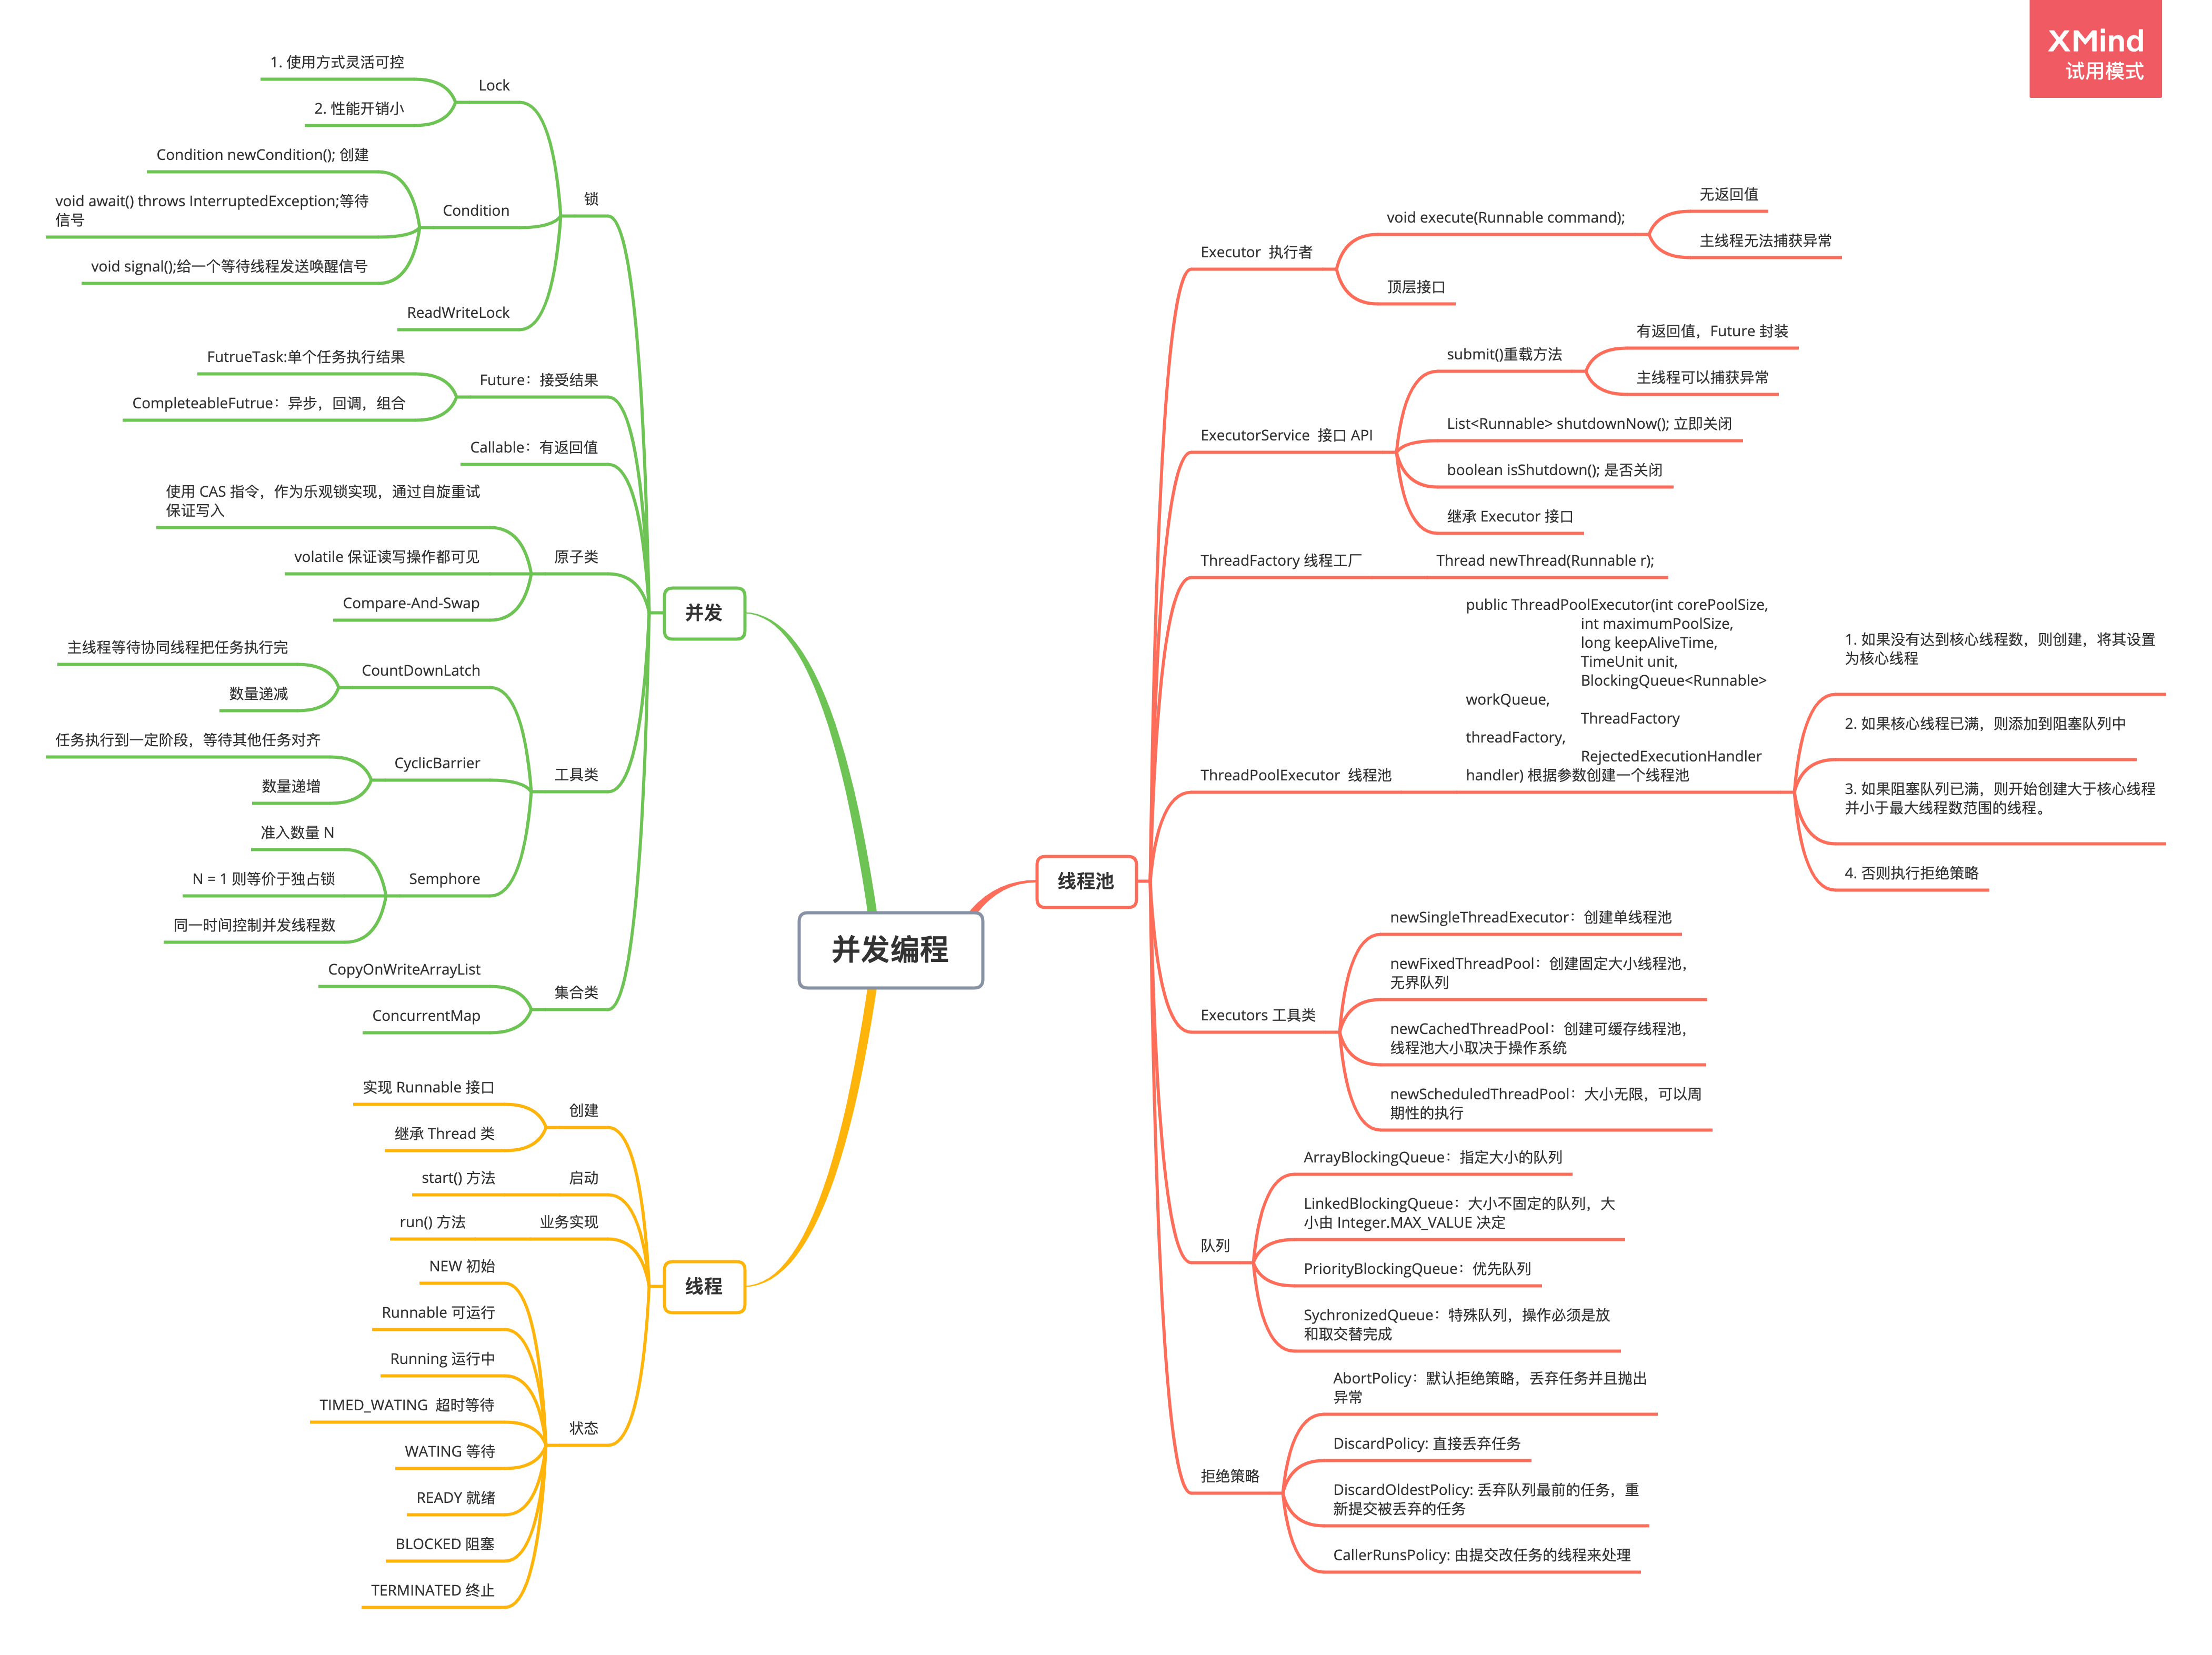 XMind
试用模式
并发编程
线程池
Executor  执行者
void execute(Runnable command);
无返回值
主线程无法捕获异常
顶层接口
ExecutorService  接口 API
submit()重载方法
有返回值，Future 封装
主线程可以捕获异常
List<Runnable> shutdownNow(); 立即关闭
boolean isShutdown(); 是否关闭
继承 Executor 接口
ThreadFactory 线程工厂
Thread newThread(Runnable r);
ThreadPoolExecutor  线程池
public ThreadPoolExecutor(int corePoolSize,
int maximumPoolSize,
long keepAliveTime,
TimeUnit unit,
BlockingQueue<Runnable>
workQueue,
ThreadFactory
threadFactory,
RejectedExecutionHandler
handler) 根据参数创建一个线程池
1. 如果没有达到核心线程数，则创建，将其设置
为核心线程
2. 如果核心线程已满，则添加到阻塞队列中
3. 如果阻塞队列已满，则开始创建大于核心线程
并小于最大线程数范围的线程。
4. 否则执行拒绝策略
Executors 工具类
newSingleThreadExecutor：创建单线程池
newFixedThreadPool：创建固定大小线程池，
无界队列
newCachedThreadPool：创建可缓存线程池，
线程池大小取决于操作系统
newScheduledThreadPool：大小无限，可以周
期性的执行
队列
ArrayBlockingQueue：指定大小的队列
LinkedBlockingQueue：大小不固定的队列，大
小由 Integer.MAX_VALUE 决定
PriorityBlockingQueue：优先队列
SychronizedQueue：特殊队列，操作必须是放
和取交替完成
拒绝策略
AbortPolicy：默认拒绝策略，丢弃任务并且抛出
异常
DiscardPolicy: 直接丢弃任务
DiscardOldestPolicy: 丢弃队列最前的任务，重
新提交被丢弃的任务
CallerRunsPolicy: 由提交改任务的线程来处理
并发
锁
Lock
1. 使用方式灵活可控
2. 性能开销小
Condition
Condition newCondition(); 创建
void await() throws InterruptedException;等待
信号
void signal();给一个等待线程发送唤醒信号
ReadWriteLock
Future：接受结果
FutrueTask:单个任务执行结果
CompleteableFutrue：异步，回调，组合
Callable：有返回值
原子类
使用 CAS 指令，作为乐观锁实现，通过自旋重试
保证写入
volatile 保证读写操作都可见
Compare-And-Swap
工具类
CountDownLatch
主线程等待协同线程把任务执行完
数量递减
CyclicBarrier
任务执行到一定阶段，等待其他任务对齐
数量递增
Semphore
准入数量 N
N = 1 则等价于独占锁
同一时间控制并发线程数
集合类
CopyOnWriteArrayList
ConcurrentMap
线程
创建
实现 Runnable 接口
继承 Thread 类
启动
start() 方法
业务实现
run() 方法
状态
NEW 初始
Runnable 可运行
Running 运行中
TIMED_WATING  超时等待
WATING 等待
READY 就绪
BLOCKED 阻塞
TERMINATED 终止